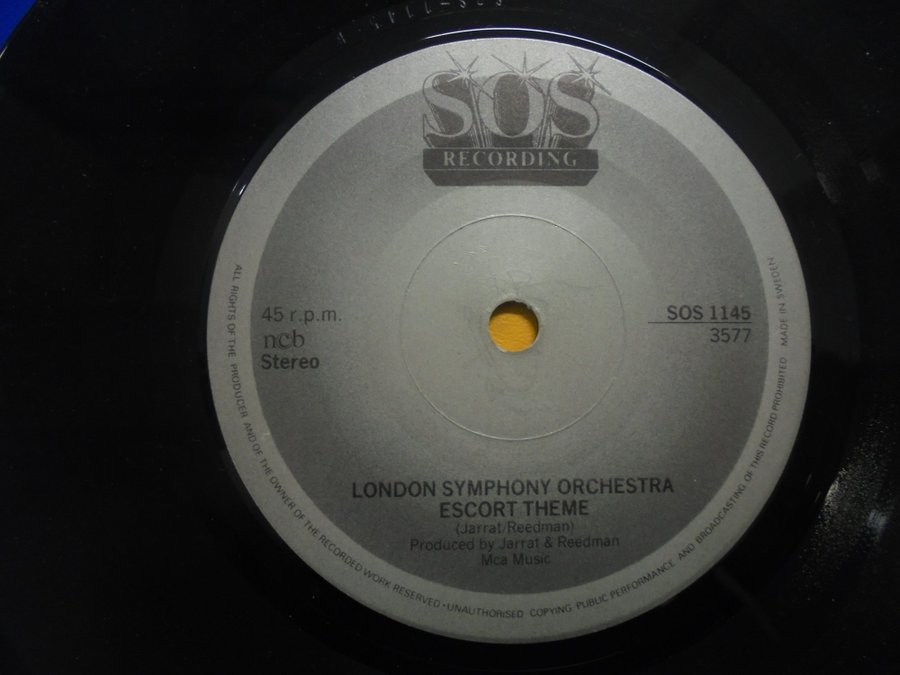 SOS
RECORDING
45 r.p.m.
ncb
Stereo
SOS 1145
3577
LONDON SYMPHONY ORCHESTRA
ESCORT THEME
(Jarrat/Reedman)
Produced by Jarrat & Reedman
Mca Music
ALL RIGHTS OF THE PRODUCER AND OF THE OWNER OF THE RECORDED WORK RESERVED · UNAUTHORISED COPYING PUBLIC PERFORMANCE AND BROADCASTING OF THIS RECORD PROHIBITED MADE IN SWEDEN